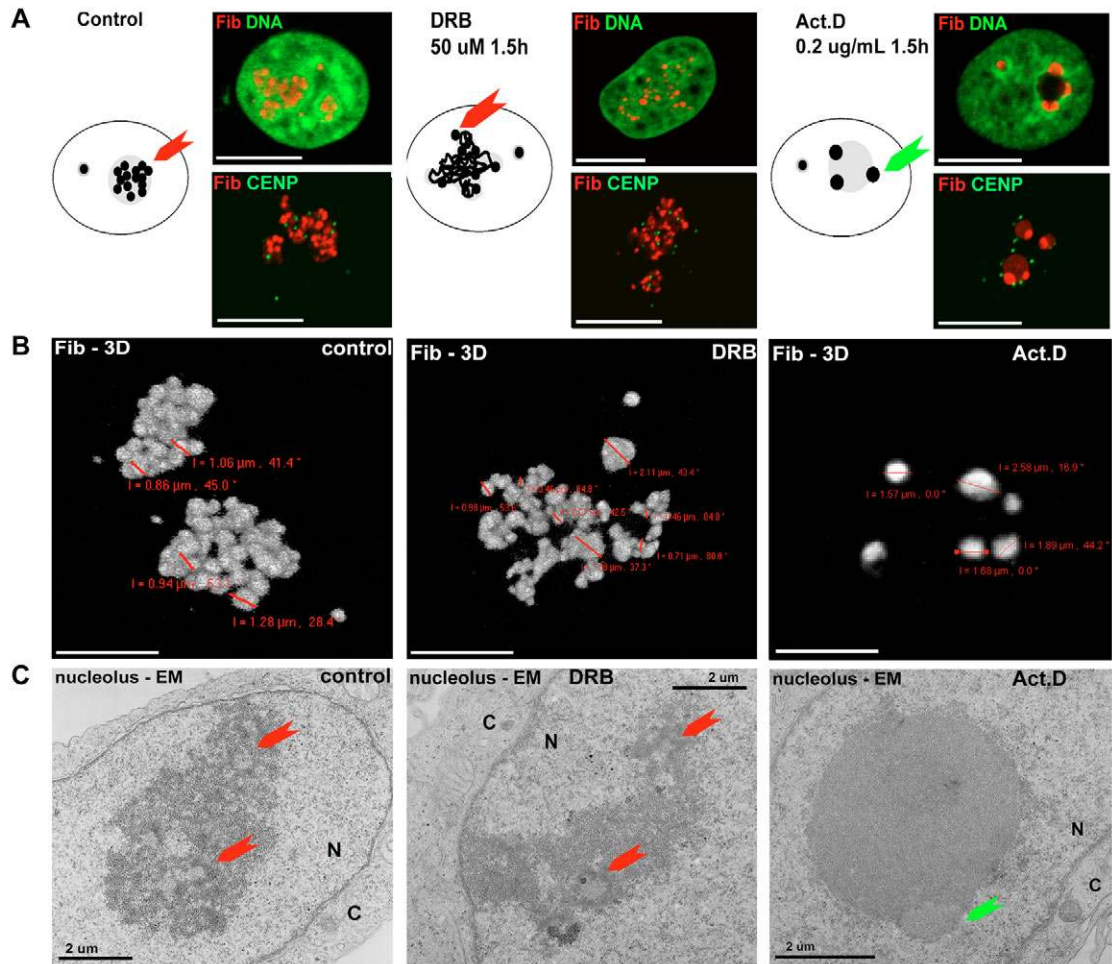 A
Control
Fib DNA
Fib CENP
DRB
50 uM 1.5h
Fib DNA
Fib CENP
Act.D
0.2 ug/mL 1.5h
Fib DNA
Fib CENP
B
Fib - 3D control
l = 1.06 µm , 41.4 °
l = 0.86 µm , 45.0 °
l = 0.94 µm ,
l = 1.28 µm , 28.4
Fib - 3D DRB
l = 2.11 µm , 43.4 °
Fib - 3D Act.D
l = 2.58 µm , 16.9 °
l = 1.57 µm , 0.0 °
l = 1.89 µm , 44.2 °
l = 1.68 µm , 0.0 °
C
nucleolus - EM control
N
C
2 um
nucleolus - EM DRB
2 um
C
N
nucleolus - EM Act.D
N
C
2 um